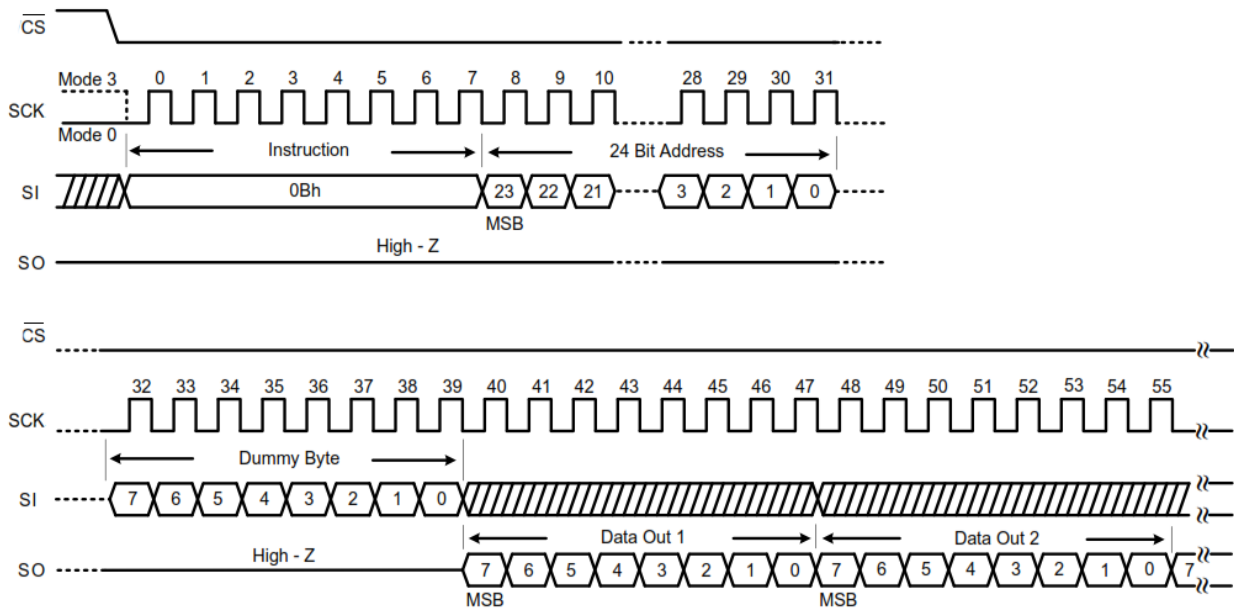 CS
Mode 3 0 1 2 3 4 5 6 7 8 9 10 28 29 30 31
SCK
Mode 0
Instruction 24 Bit Address
SI 0Bh 23 22 21 3 2 1 0
MSB
High - Z
SO
CS
32 33 34 35 36 37 38 39 40 41 42 43 44 45 46 47 48 49 50 51 52 53 54 55
SCK
Dummy Byte
SI 7 6 5 4 3 2 1 0
Data Out 1 Data Out 2
High - Z
SO 7 6 5 4 3 2 1 0 7 6 5 4 3 2 1 0 7
MSB MSB